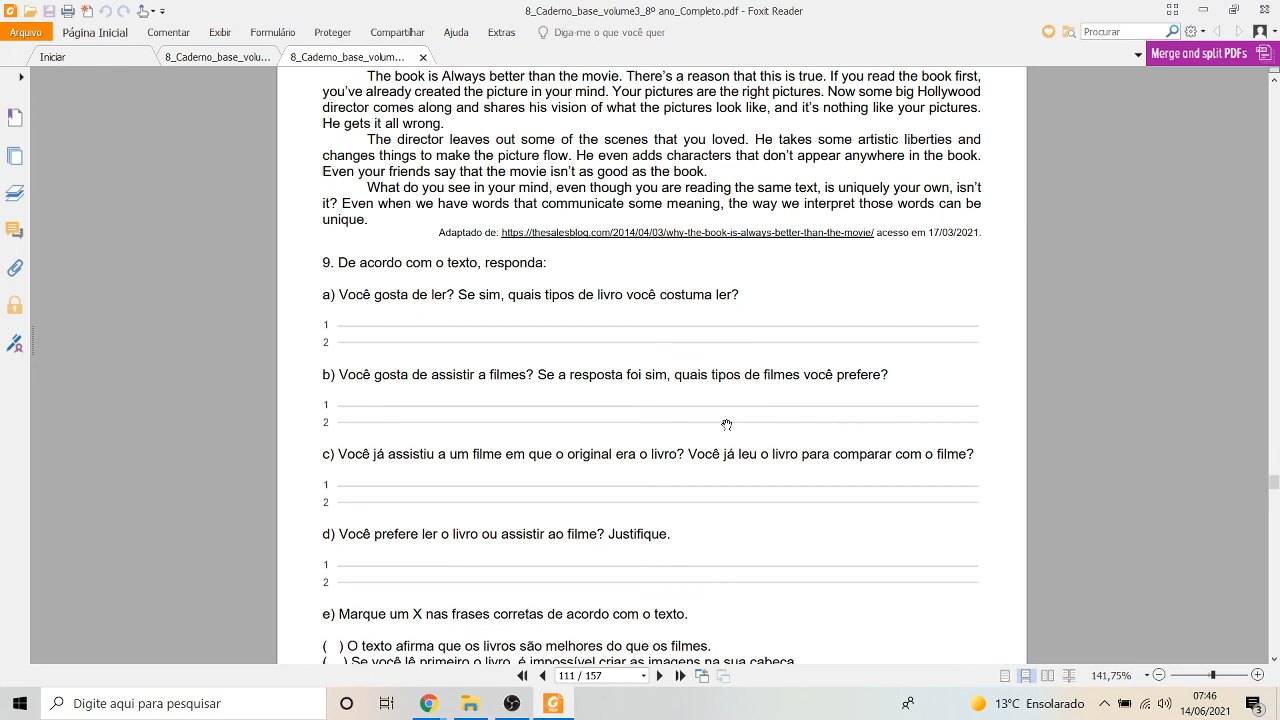 8_Caderno_base_volume3_8º ano_Completo.pdf - Foxit Reader
Arquivo Página Inicial Comentar Exibir Formulário Proteger Compartilhar Ajuda Extras Diga-me o que você quer Procurar
Iniciar 8_Caderno_base_volu... 8_Caderno_base_volum... Merge and split PDFs
The book is Always better than the movie. There's a reason that this is true. If you read the book first,
you've already created the picture in your mind. Your pictures are the right pictures. Now some big Hollywood
director comes along and shares his vision of what the pictures look like, and it's nothing like your pictures.
He gets it all wrong.
The director leaves out some of the scenes that you loved. He takes some artistic liberties and
changes things to make the picture flow. He even adds characters that don't appear anywhere in the book.
Even your friends say that the movie isn't as good as the book.
What do you see in your mind, even though you are reading the same text, is uniquely your own, isn't
it? Even when we have words that communicate some meaning, the way we interpret those words can be
unique.
Adaptado de: https://thesalesblog.com/2014/04/03/why-the-book-is-always-better-than-the-movie/ acesso em 17/03/2021.
9. De acordo com o texto, responda:
a) Você gosta de ler? Se sim, quais tipos de livro você costuma ler?
1
2
b) Você gosta de assistir a filmes? Se a resposta foi sim, quais tipos de filmes você prefere?
1
2
c) Você já assistiu a um filme em que o original era o livro? Você já leu o livro para comparar com o filme?
1
2
d) Você prefere ler o livro ou assistir ao filme? Justifique.
1
2
e) Marque um X nas frases corretas de acordo com o texto.
( ) O texto afirma que os livros são melhores do que os filmes.
( ) Se você lê primeiro o livro, é impossível criar as imagens na sua cabeça
111 / 157 141,75%
Digite aqui para pesquisar 13°C Ensolarado 07:46
14/06/2021 3